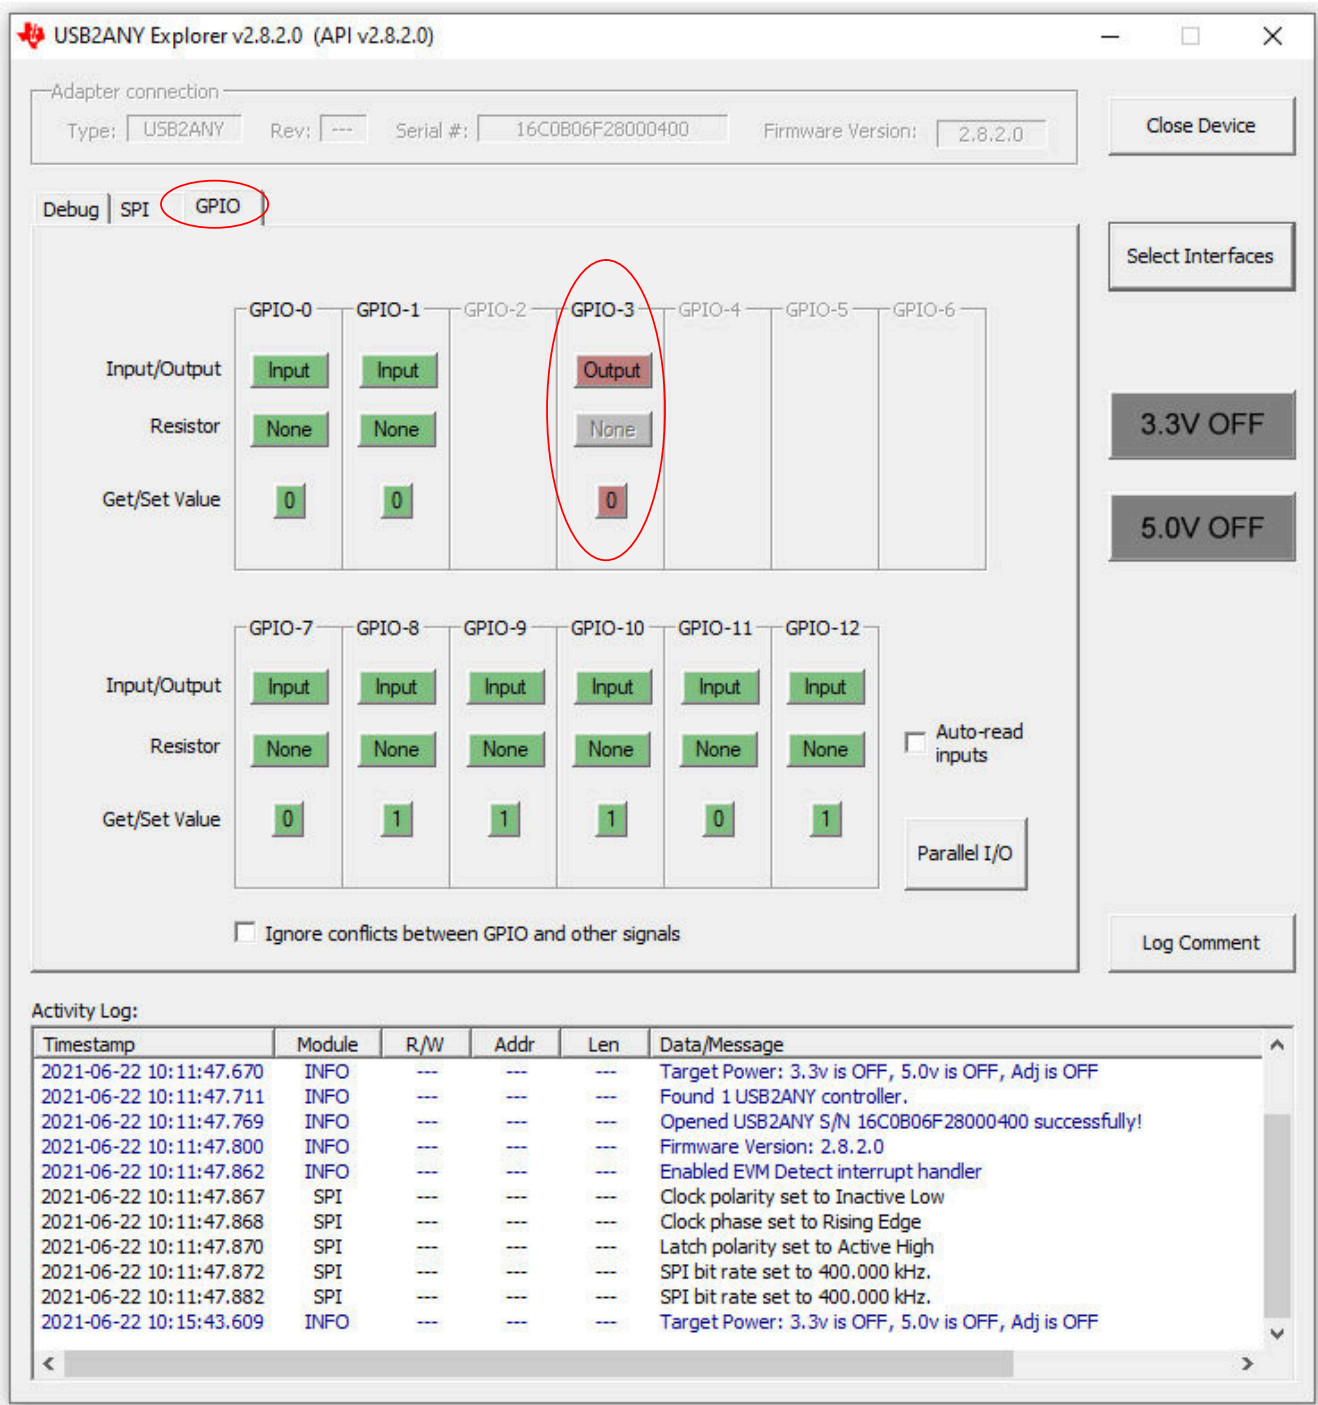 USB2ANY Explorer v2.8.2.0 (API v2.8.2.0)
Adapter connection
Type: USB2ANY Rev: --- Serial #: 16C0B06F28000400 Firmware Version: 2.8.2.0
Close Device
Debug SPI GPIO
Select Interfaces
GPIO-0 GPIO-1 GPIO-2 GPIO-3 GPIO-4 GPIO-5 GPIO-6
Input/Output Input Input Output
Resistor None None None
3.3V OFF
Get/Set Value 0 0 0
5.0V OFF
GPIO-7 GPIO-8 GPIO-9 GPIO-10 GPIO-11 GPIO-12
Input/Output Input Input Input Input Input Input
Resistor None None None None None None
Auto-read
inputs
Get/Set Value 0 1 1 1 0 1
Parallel I/O
Ignore conflicts between GPIO and other signals
Log Comment
Activity Log:
Timestamp Module R/W Addr Len Data/Message
2021-06-22 10:11:47.670 INFO --- --- --- Target Power: 3.3v is OFF, 5.0v is OFF, Adj is OFF
2021-06-22 10:11:47.711 INFO --- --- --- Found 1 USB2ANY controller.
2021-06-22 10:11:47.769 INFO --- --- --- Opened USB2ANY S/N 16C0B06F28000400 successfully!
2021-06-22 10:11:47.800 INFO --- --- --- Firmware Version: 2.8.2.0
2021-06-22 10:11:47.862 INFO --- --- --- Enabled EVM Detect interrupt handler
2021-06-22 10:11:47.867 SPI --- --- --- Clock polarity set to Inactive Low
2021-06-22 10:11:47.868 SPI --- --- --- Clock phase set to Rising Edge
2021-06-22 10:11:47.870 SPI --- --- --- Latch polarity set to Active High
2021-06-22 10:11:47.872 SPI --- --- --- SPI bit rate set to 400.000 kHz.
2021-06-22 10:11:47.882 SPI --- --- --- SPI bit rate set to 400.000 kHz.
2021-06-22 10:15:43.609 INFO --- --- --- Target Power: 3.3v is OFF, 5.0v is OFF, Adj is OFF